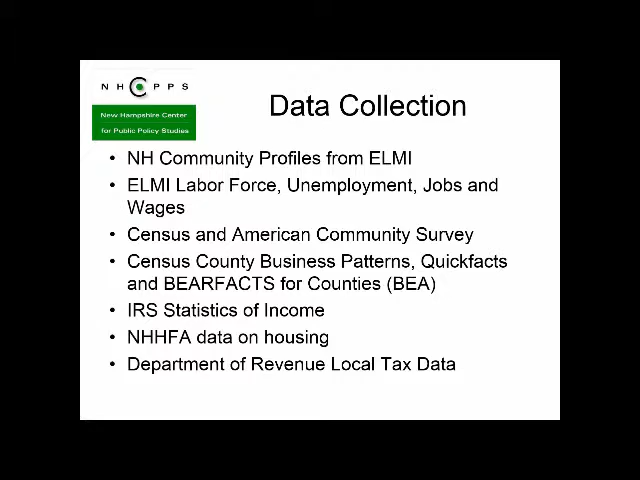 NHCPPS
New Hampshire Center
for Public Policy Studies
Data Collection
• NH Community Profiles from ELMI
• ELMI Labor Force, Unemployment, Jobs and
Wages
• Census and American Community Survey
• Census County Business Patterns, Quickfacts
and BEARFACTS for Counties (BEA)
• IRS Statistics of Income
• NHHFA data on housing
• Department of Revenue Local Tax Data